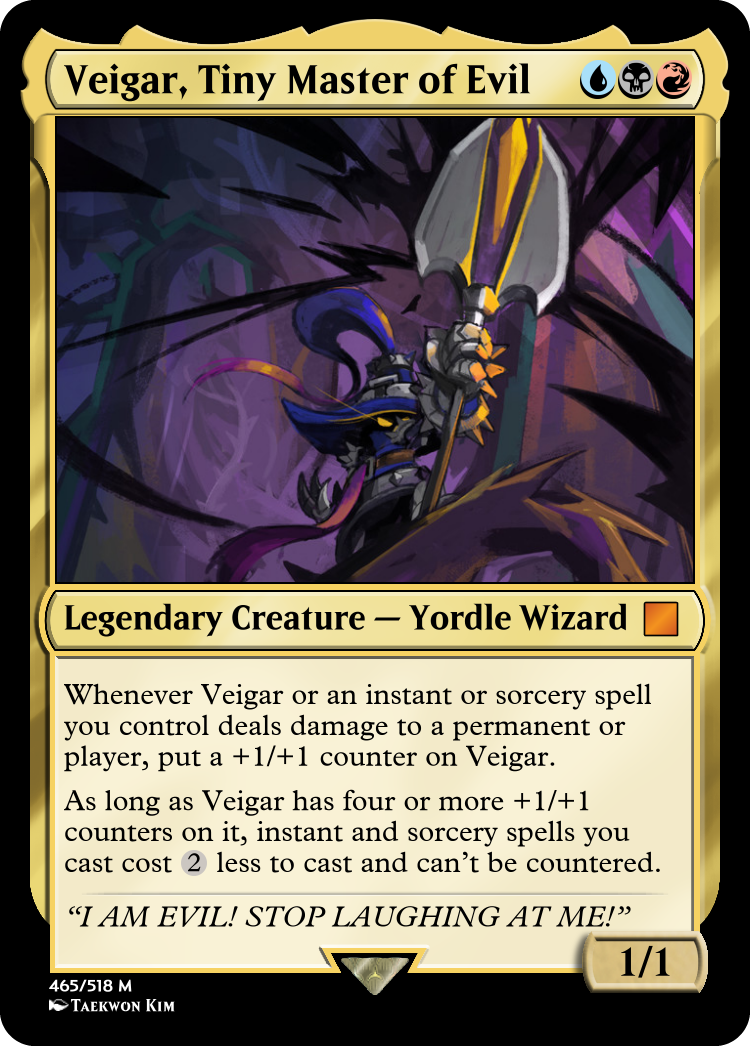 Veigar, Tiny Master of Evil
Legendary Creature — Yordle Wizard
Whenever Veigar or an instant or sorcery spell
you control deals damage to a permanent or
player, put a +1/+1 counter on Veigar.
As long as Veigar has four or more +1/+1
counters on it, instant and sorcery spells you
cast cost 2 less to cast and can’t be countered.
“I AM EVIL! STOP LAUGHING AT ME!”
1/1
465/518 M
Taekwon Kim